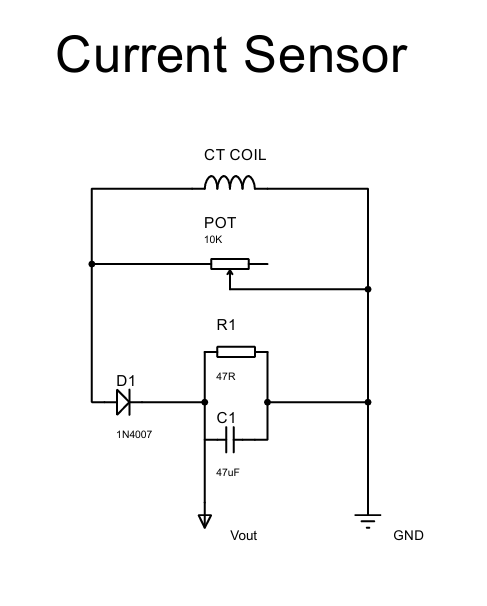 Current Sensor
CT COIL
POT
10K
R1
47R
D1
1N4007
C1
47uF
Vout
GND